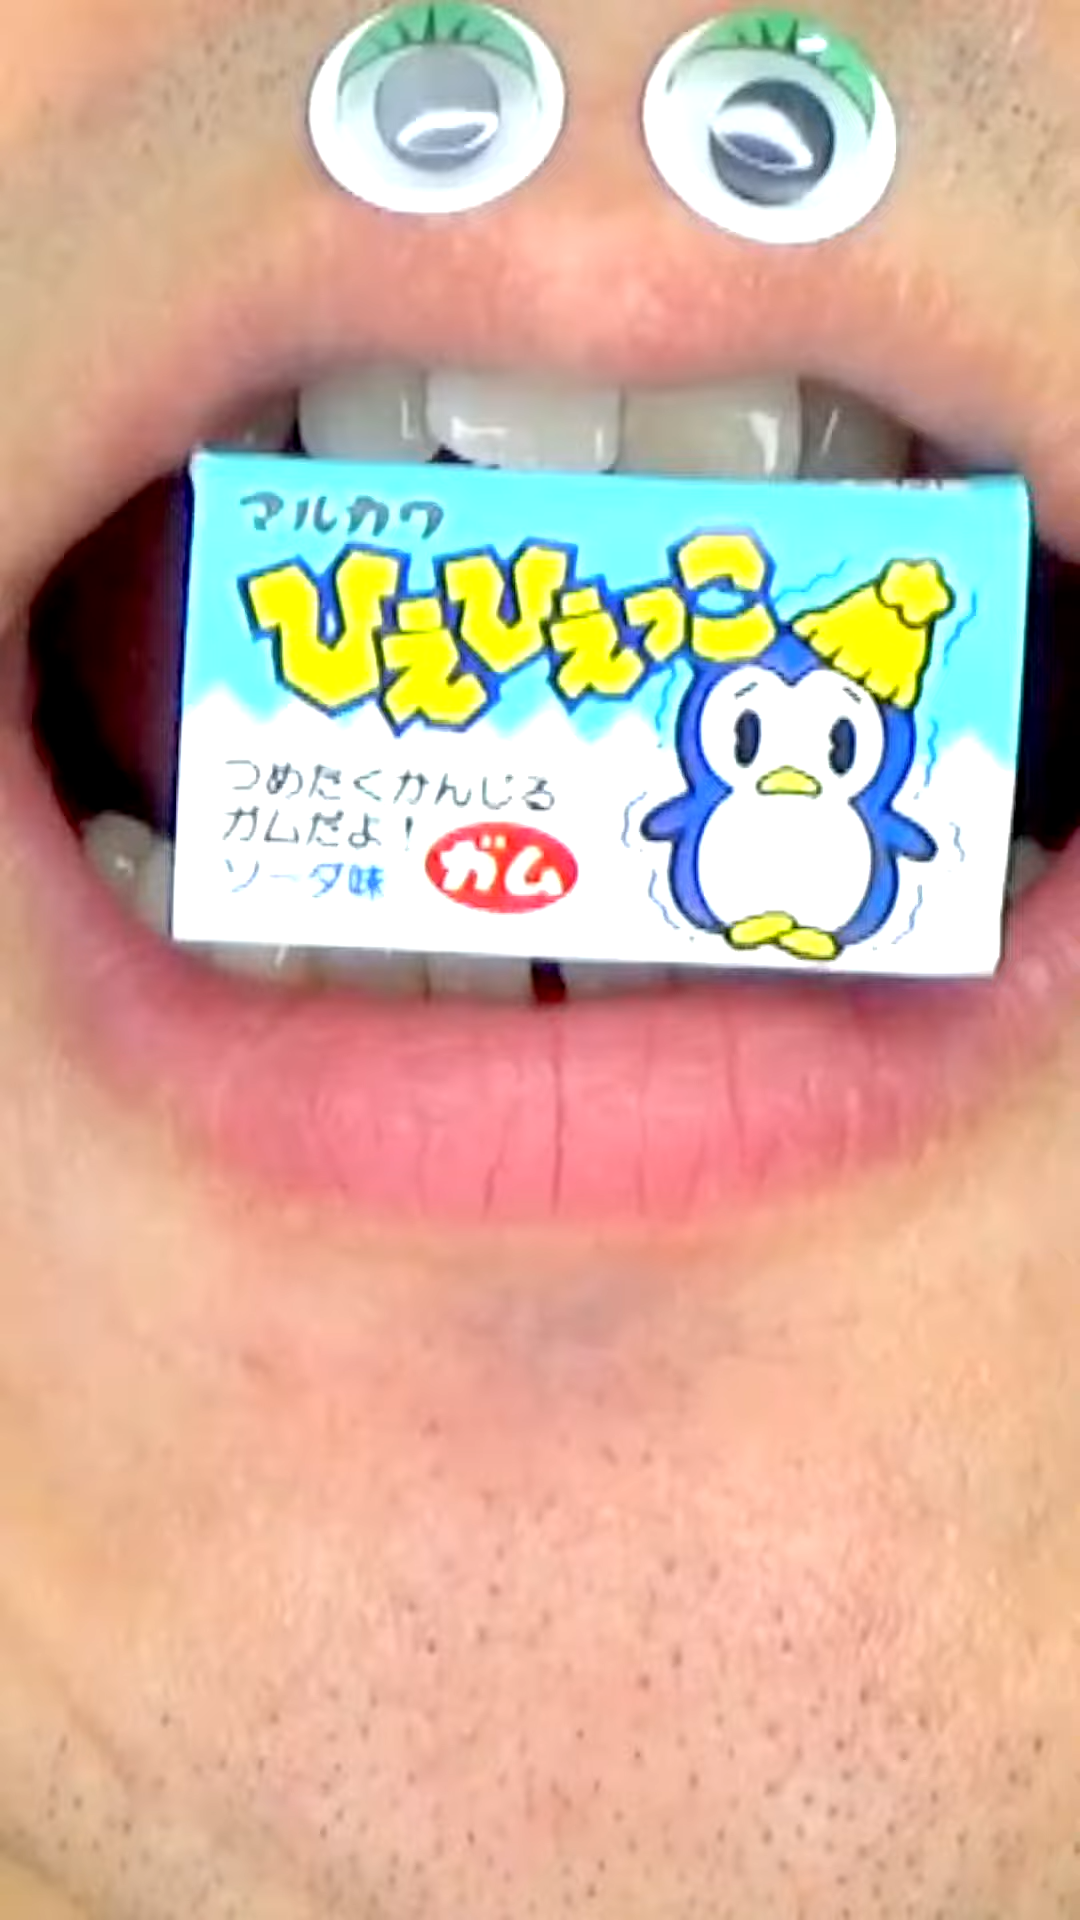 マルカワ
ひえひえっこ
つめたくかんじる
ガムだよ!
ソーダ味
ガム